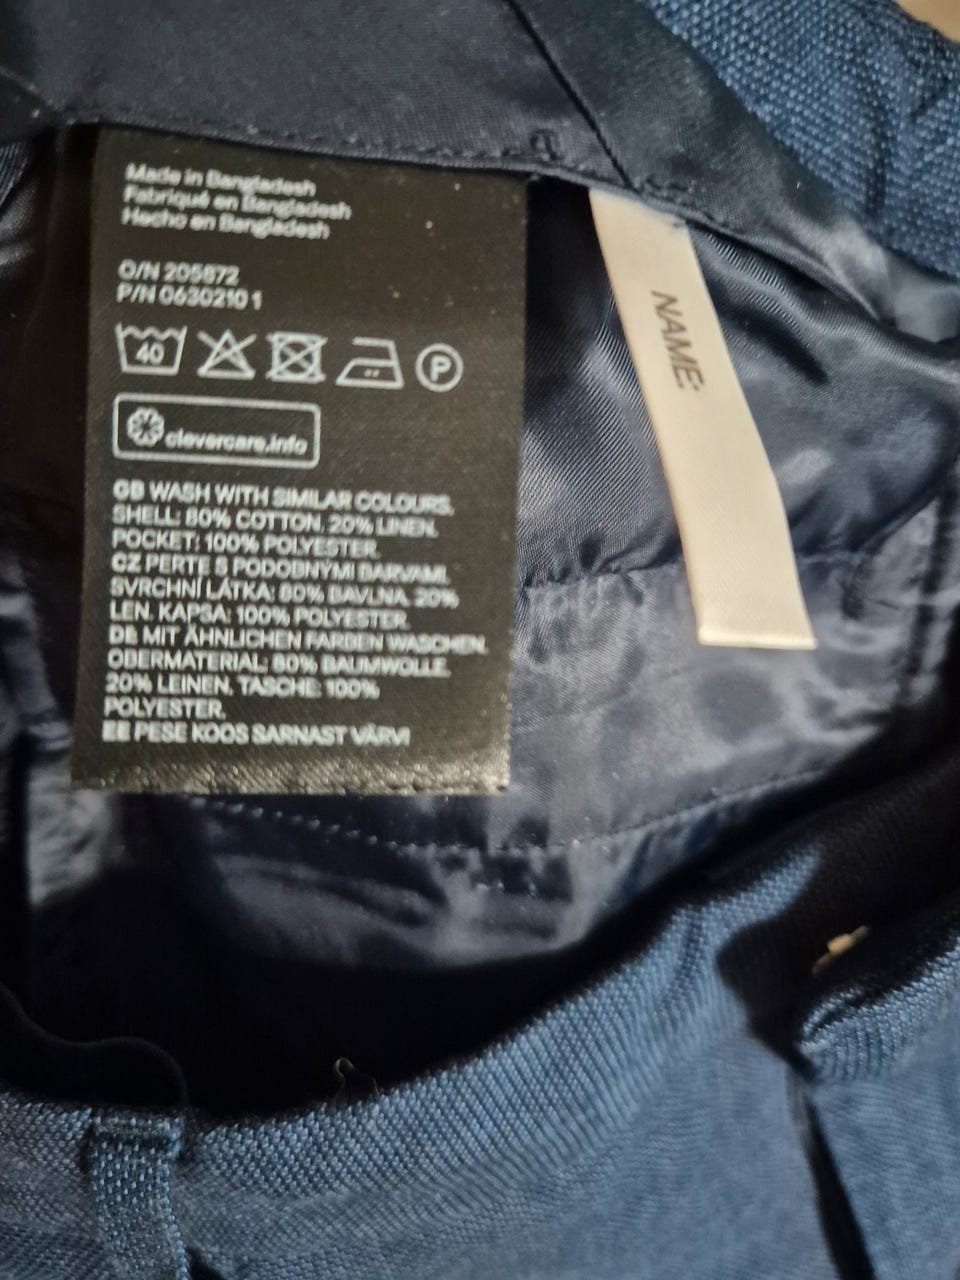 Made in Bangladesh
Fabriqué en Bangladesh
Hecho en Bangladesh
O/N 205872
P/N 0630210 1
40
P
clevercare.info
GB WASH WITH SIMILAR COLOURS.
SHELL: 80% COTTON. 20% LINEN.
POCKET: 100% POLYESTER.
CZ PERTE S PODOBNÝMI BARVAMI.
SVRCHNÍ LÁTKA: 80% BAVLNA. 20%
LEN. KAPSA: 100% POLYESTER.
DE MIT ÄHNLICHEN FARBEN WASCHEN.
OBERMATERIAL: 80% BAUMWOLLE.
20% LEINEN. TASCHE: 100%
POLYESTER.
EE PESE KOOS SARNAST VÄRVI
NAME: